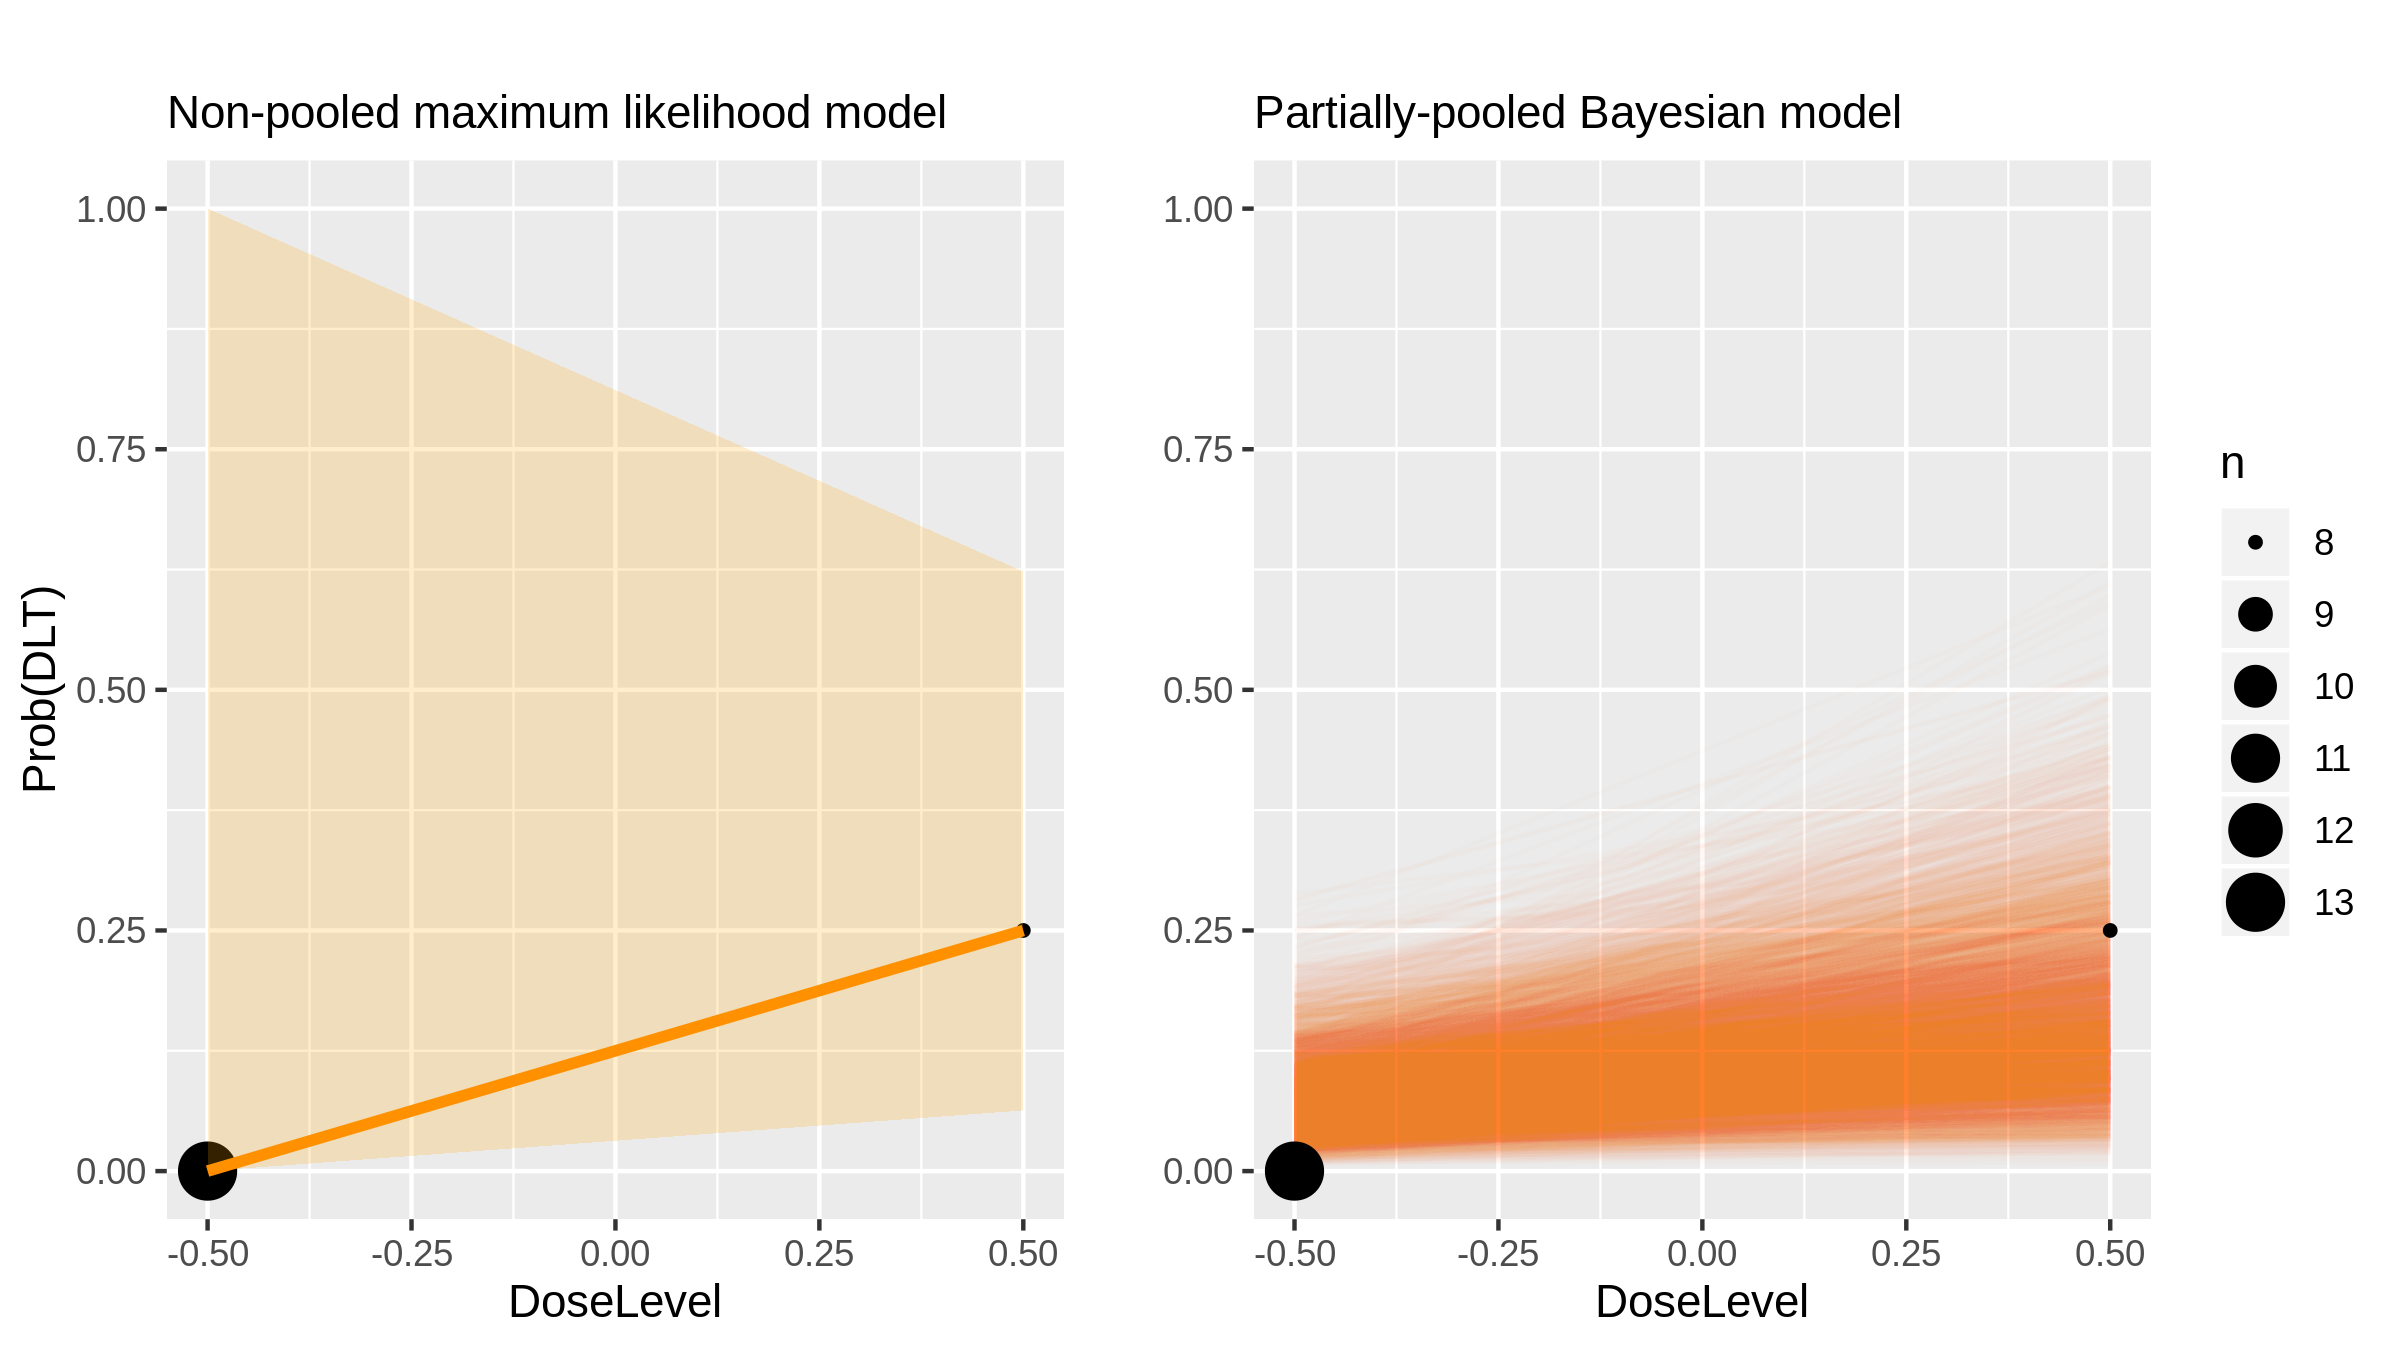 Non-pooled maximum likelihood model
Partially-pooled Bayesian model
Prob(DLT)
1.00
0.75
0.50
0.25
0.00
-0.50 -0.25 0.00 0.25 0.50
DoseLevel
1.00
0.75
0.50
0.25
0.00
-0.50 -0.25 0.00 0.25 0.50
DoseLevel
n
8
9
10
11
12
13